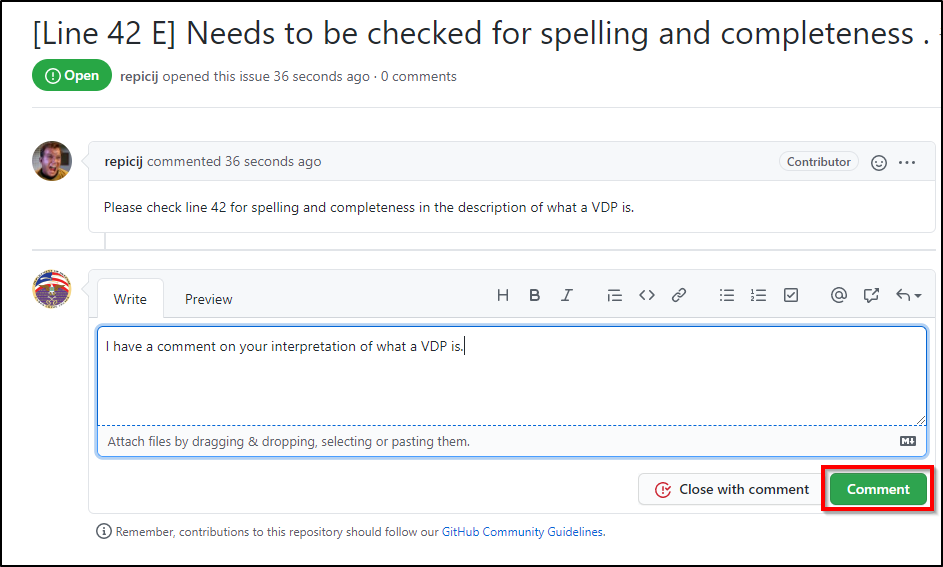 [Line 42 E] Needs to be checked for spelling and completeness .
Open repicij opened this issue 36 seconds ago · 0 comments
repicij commented 36 seconds ago Contributor
Please check line 42 for spelling and completeness in the description of what a VDP is.
Write Preview H B I
I have a comment on your interpretation of what a VDP is.
Attach files by dragging & dropping, selecting or pasting them.
Close with comment Comment
Remember, contributions to this repository should follow our GitHub Community Guidelines.